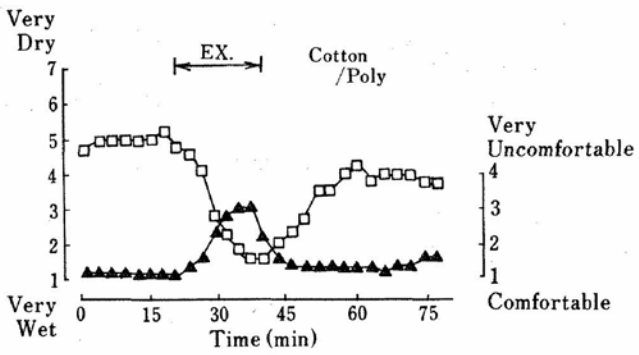 Very
Dry
EX.
Cotton
/Poly
7
6
5
4
3
2
1
Very
Uncomfortable
4
3
2
1
Very
Wet
Comfortable
0 15 30 45 60 75
Time (min)